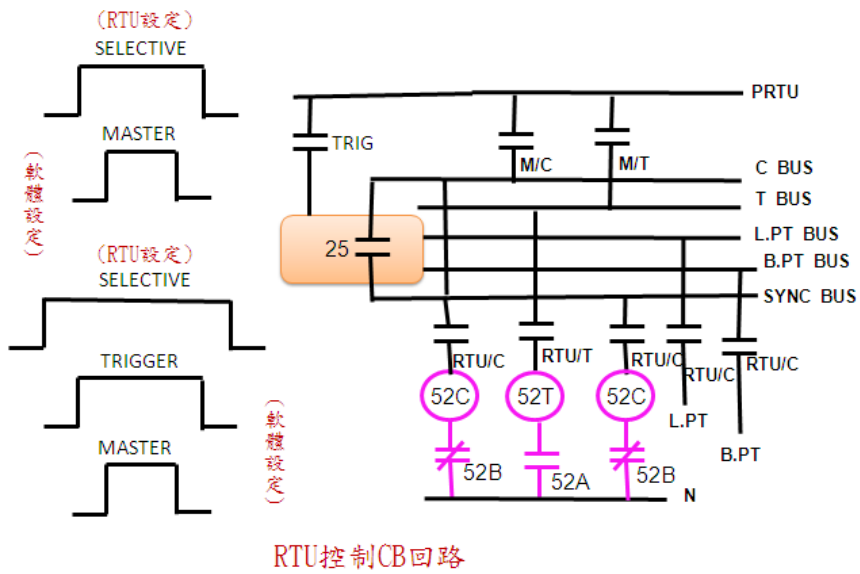 (RTU設定)
SELECTIVE
MASTER
(軟體設定)
(RTU設定)
SELECTIVE
TRIGGER
MASTER
(軟體設定)
PRTU
TRIG
M/C
M/T
C BUS
T BUS
L.PT BUS
25
B.PT BUS
SYNC BUS
RTU/C
RTU/T
RTU/C
RTU/C
RTU/C
52C
52T
52C
L.PT
B.PT
52B
52A
52B
N
RTU控制CB回路